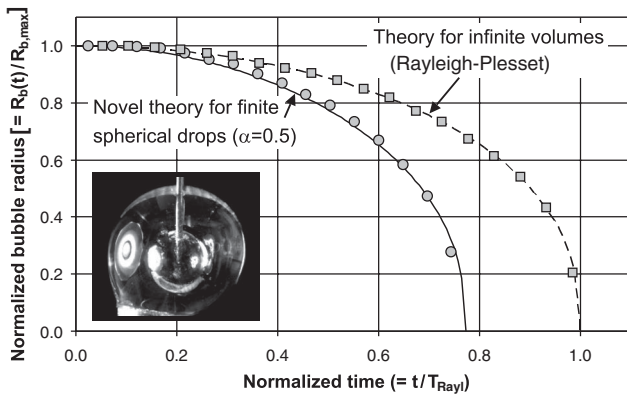 Normalized bubble radius [= R_b(t)/R_b,max]
1.0
0.8
0.6
0.4
0.2
0.0
Theory for infinite volumes
(Rayleigh-Plesset)
Novel theory for finite
spherical drops (α=0.5)
0.0 0.2 0.4 0.6 0.8 1.0
Normalized time (= t/T_Rayl)